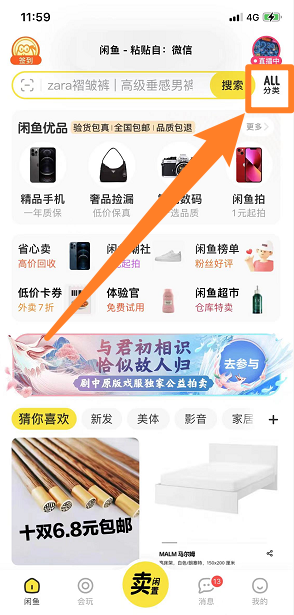 11:59
4G
闲鱼 - 粘贴自：微信
签到
直播中
zara褶皱裤 | 高级垂感男裤
搜索
ALL
分类
闲鱼优品
验货包真
全国包邮
品质包退
更多
精品手机
奢品捡漏
数码
闲鱼拍
一年质保
低价保真
选品质
1元起拍
省心卖
高价回收
潮社
起拍
闲鱼榜单
粉丝好评
低价卡券
外卖7折
体验官
免费试用
闲鱼超市
仓库特卖
与君初相识
恰似故人归
刷中原版戏服独家公益拍卖
去参与
猜你喜欢
新发
美体
影音
家居
+
十双6.8元包邮
MALM 马尔姆
卖
闲置
13
闲鱼
会玩
消息
我的